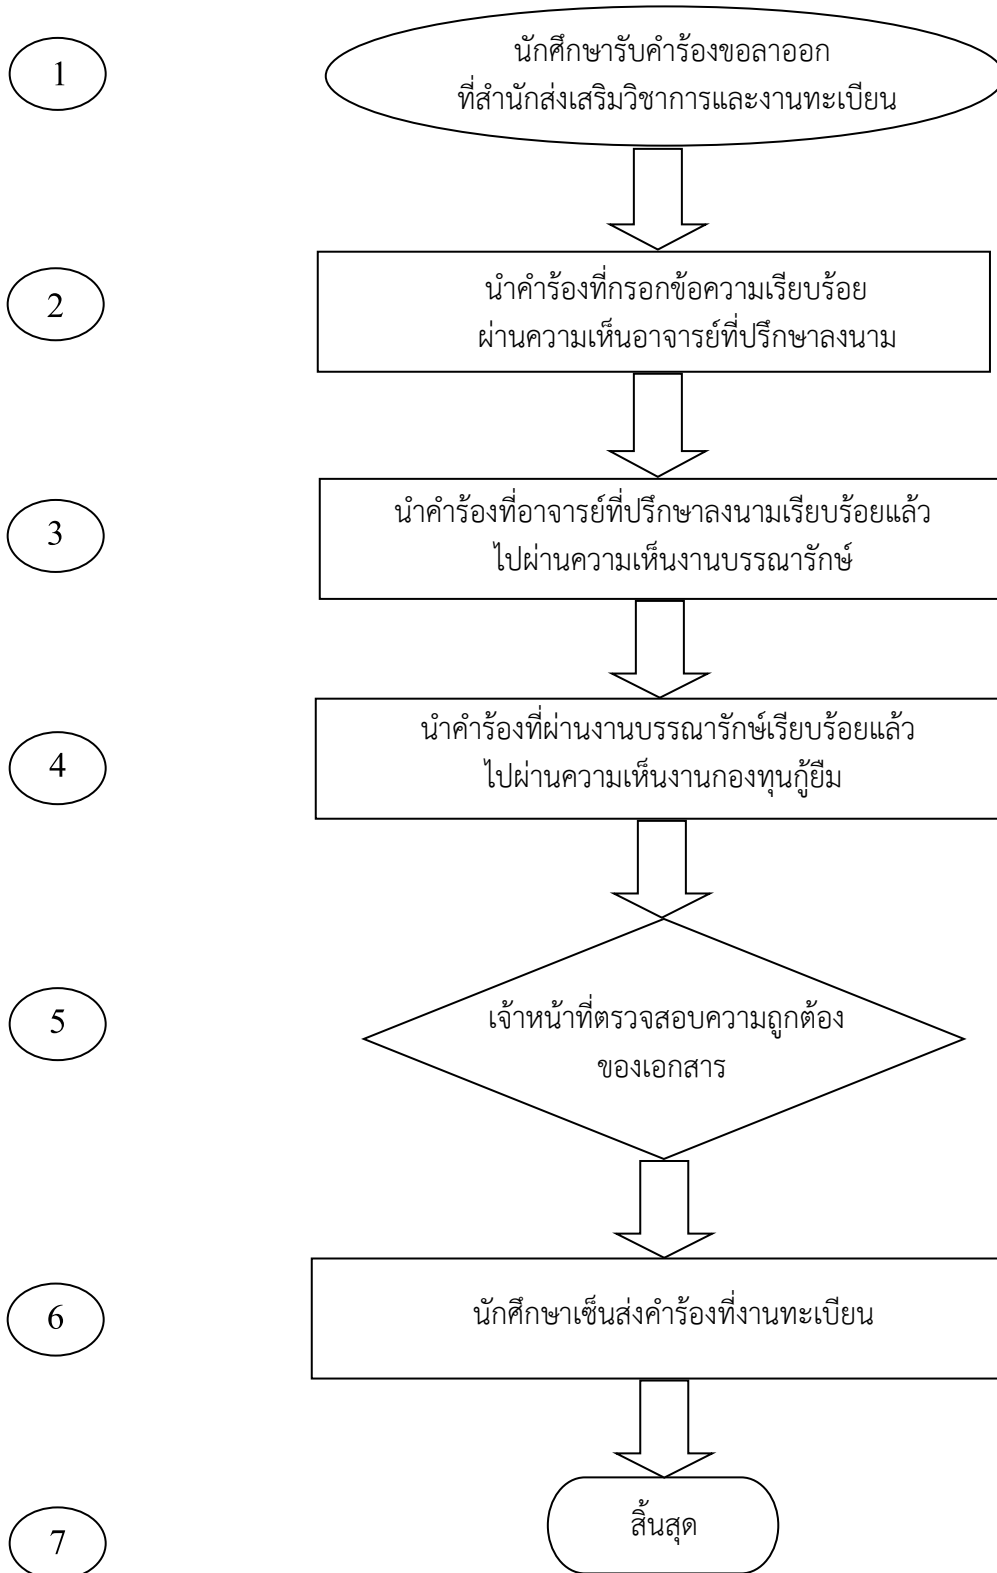 1
นักศึกษารับคำร้องขอลาออก
ที่สำนักส่งเสริมวิชาการและงานทะเบียน
2
นำคำร้องที่กรอกข้อความเรียบร้อย
ผ่านความเห็นอาจารย์ที่ปรึกษาลงนาม
3
นำคำร้องที่อาจารย์ที่ปรึกษาลงนามเรียบร้อยแล้ว
ไปผ่านความเห็นงานบรรณารักษ์
4
นำคำร้องที่ผ่านงานบรรณารักษ์เรียบร้อยแล้ว
ไปผ่านความเห็นงานกองทุนกู้ยืม
5
เจ้าหน้าที่ตรวจสอบความถูกต้อง
ของเอกสาร
6
นักศึกษาเซ็นส่งคำร้องที่งานทะเบียน
7
สิ้นสุด